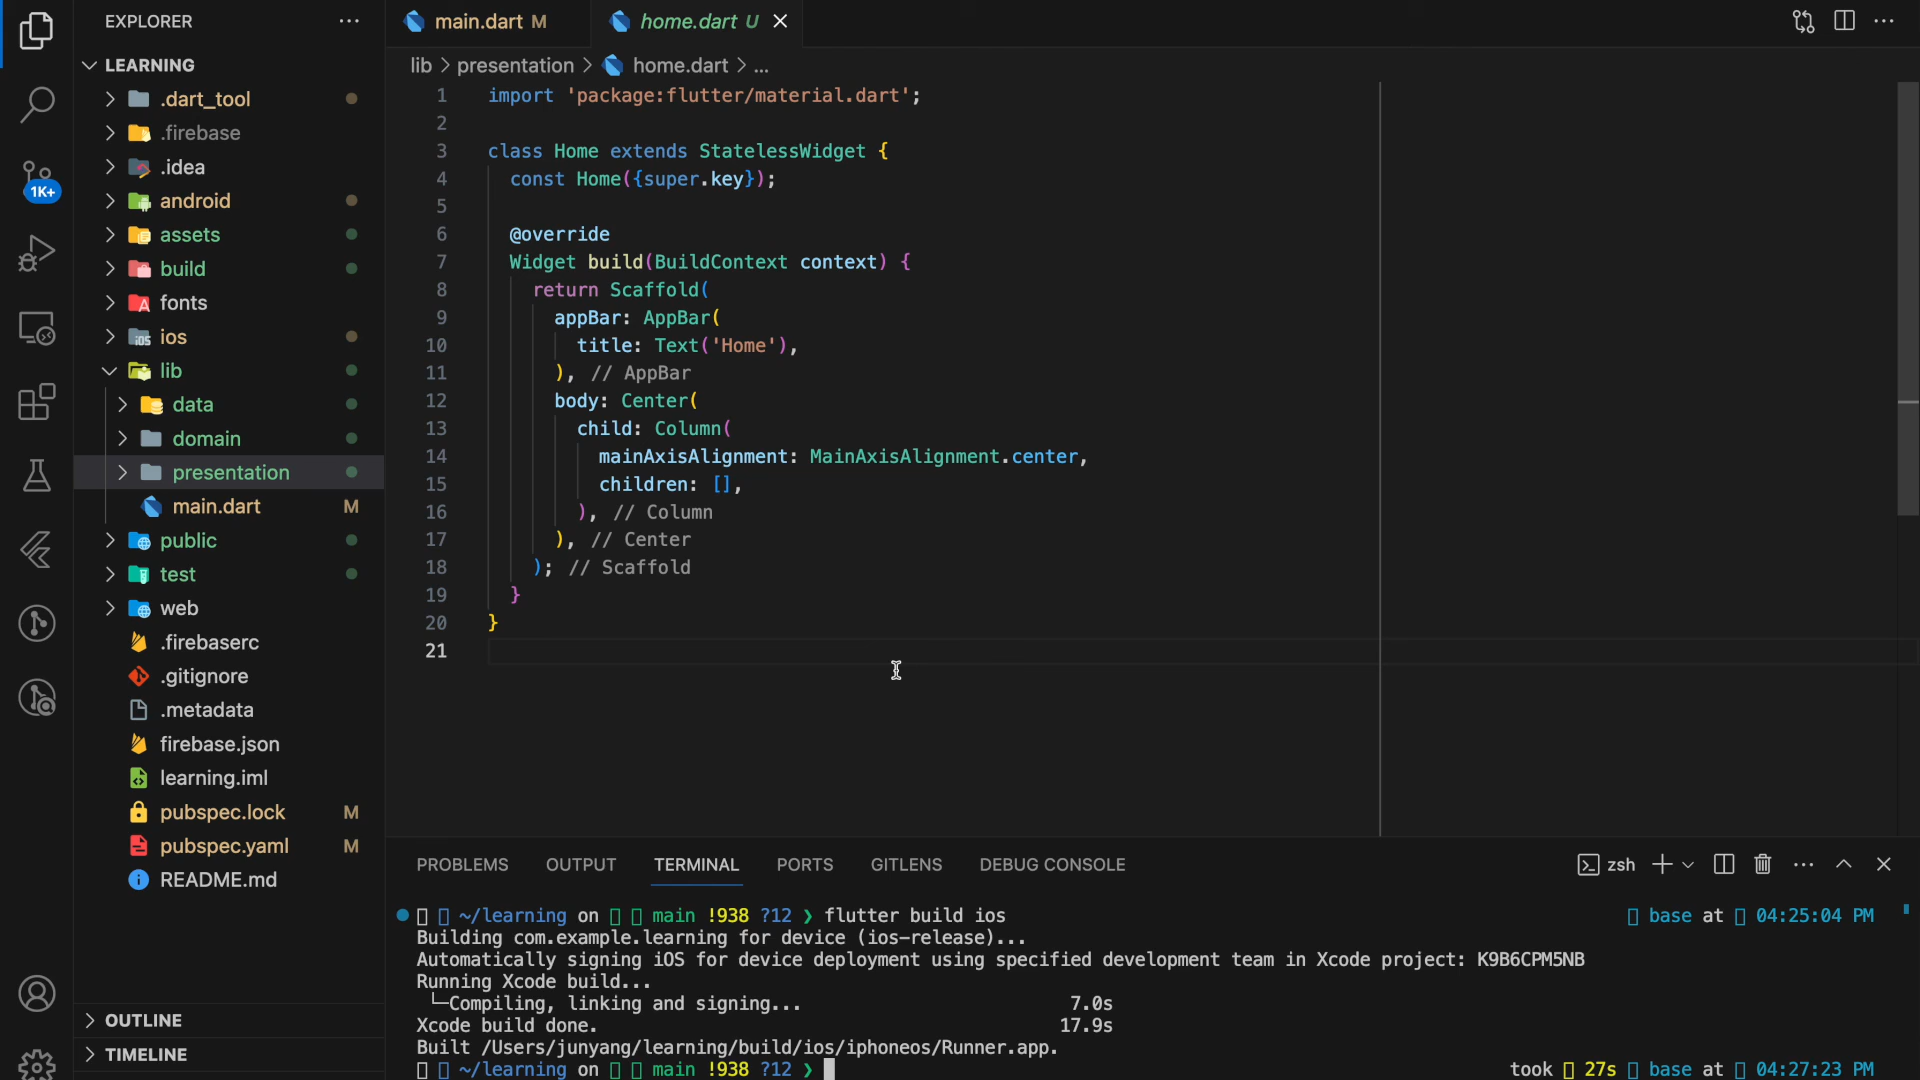 EXPLORER
LEARNING
.dart_tool
.firebase
.idea
1K+
android
assets
build
fonts
ios
lib
data
domain
presentation
main.dart M
public
test
web
.firebaserc
.gitignore
.metadata
firebase.json
learning.iml
pubspec.lock M
pubspec.yaml M
README.md
OUTLINE
TIMELINE
main.dart M
home.dart U
lib > presentation > home.dart > ...
1 import 'package:flutter/material.dart';
2
3 class Home extends StatelessWidget {
4 const Home({super.key});
5
6 @override
7 Widget build(BuildContext context) {
8 return Scaffold(
9 appBar: AppBar(
10 title: Text('Home'),
11 ), // AppBar
12 body: Center(
13 child: Column(
14 mainAxisAlignment: MainAxisAlignment.center,
15 children: [],
16 ), // Column
17 ), // Center
18 ); // Scaffold
19 }
20 }
21
PROBLEMS OUTPUT TERMINAL PORTS GITLENS DEBUG CONSOLE zsh
~/learning on main !938 ?12 ❯ flutter build ios base at 04:25:04 PM
Building com.example.learning for device (ios-release)...
Automatically signing iOS for device deployment using specified development team in Xcode project: K9B6CPM5NB
Running Xcode build...
└─Compiling, linking and signing... 7.0s
Xcode build done. 17.9s
Built /Users/junyang/learning/build/ios/iphoneos/Runner.app.
~/learning on main !938 ?12 ❯ took 27s base at 04:27:23 PM